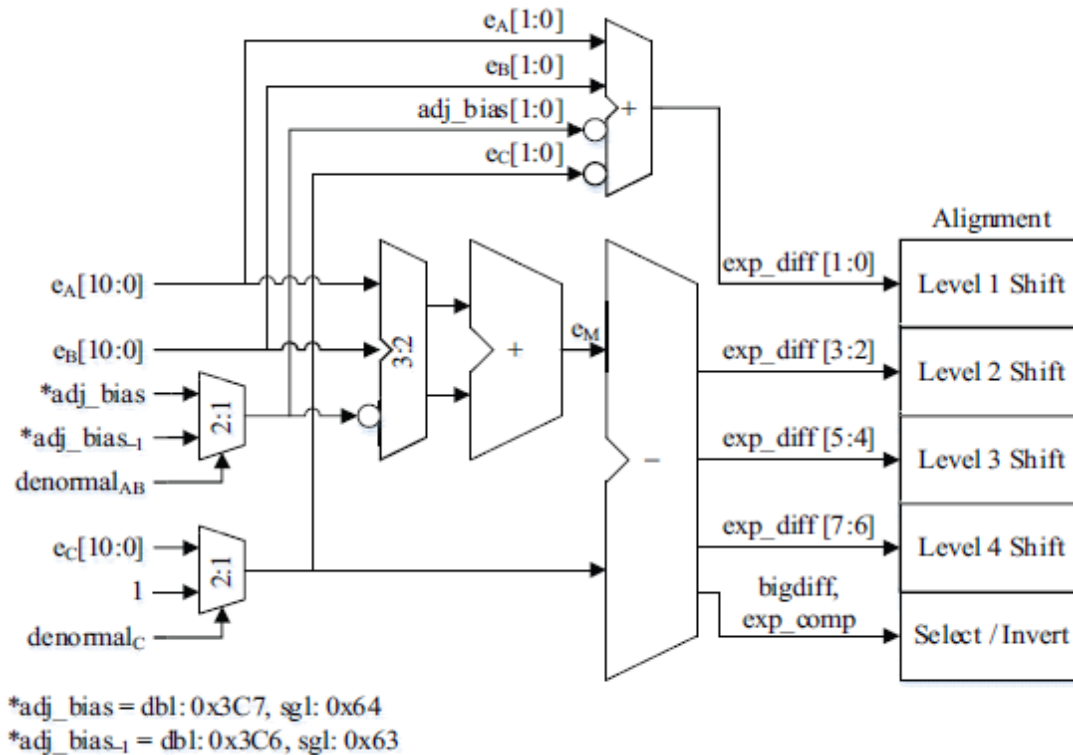 eA[1:0]
eB[1:0]
adj_bias[1:0]
eC[1:0]
+
Alignment
eA[10:0]
exp_diff [1:0]
Level 1 Shift
eB[10:0]
3:2
+
eM
*adj_bias
2:1
exp_diff [3:2]
Level 2 Shift
*adj_bias-1
–
exp_diff [5:4]
Level 3 Shift
denormalAB
eC[10:0]
2:1
exp_diff [7:6]
Level 4 Shift
1
bigdiff,
exp_comp
Select / Invert
denormalC
*adj_bias = dbl: 0x3C7, sgl: 0x64
*adj_bias-1 = dbl: 0x3C6, sgl: 0x63